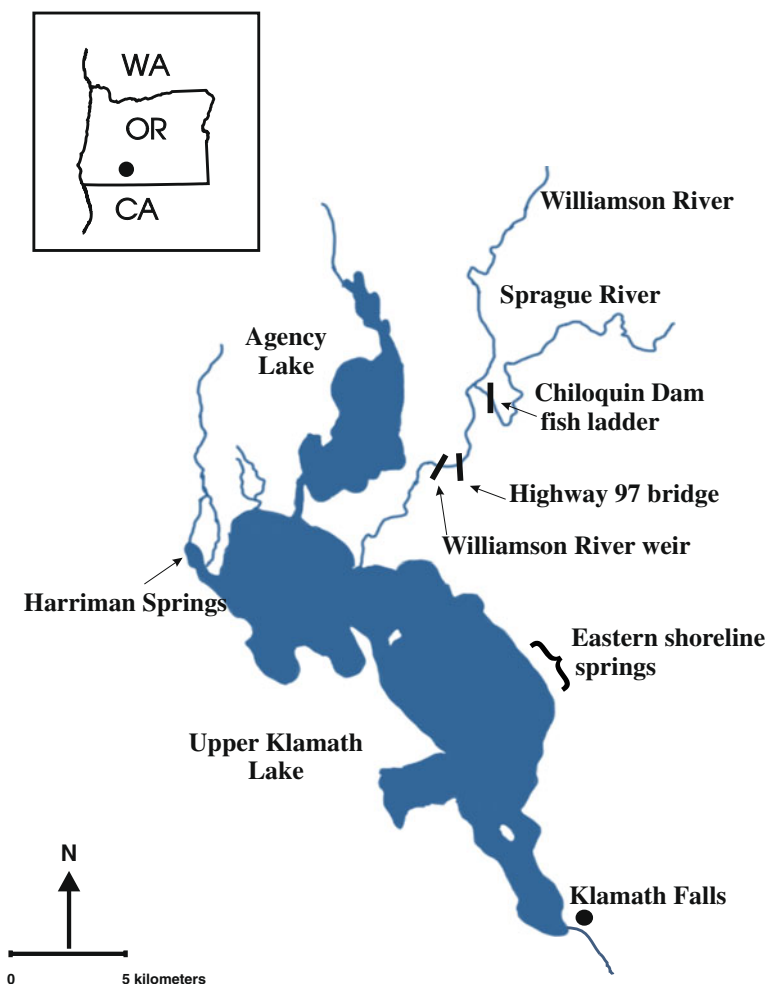 WA
OR
CA
Williamson River
Sprague River
Agency
Lake
Chiloquin Dam
fish ladder
Highway 97 bridge
Williamson River weir
Harriman Springs
Eastern shoreline
springs
Upper Klamath
Lake
N
Klamath Falls
0 5 kilometers